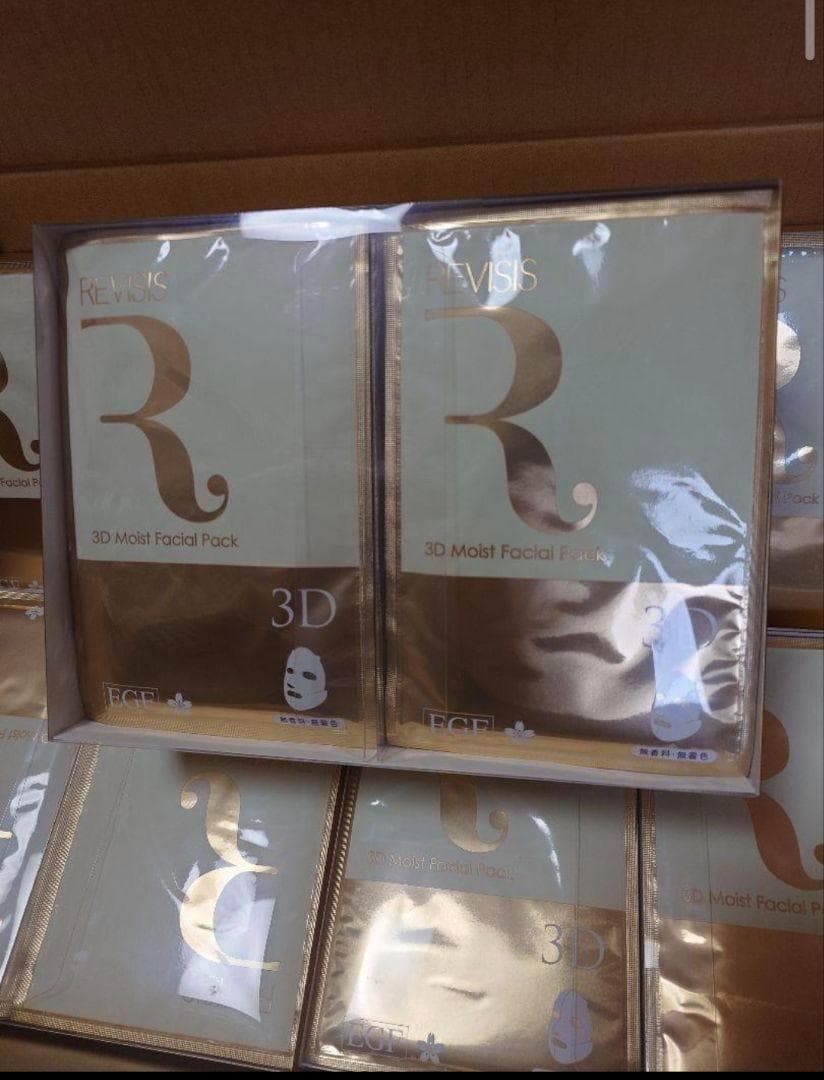 REVISIS
R
3D Moist Facial Pack
3D
EGF
無香料・無着色
REVISIS
R
3D Moist Facial Pack
3D
EGF
無香料・無着色
3D Moist Facial Pack
3D
EGF
3D Moist Facial P